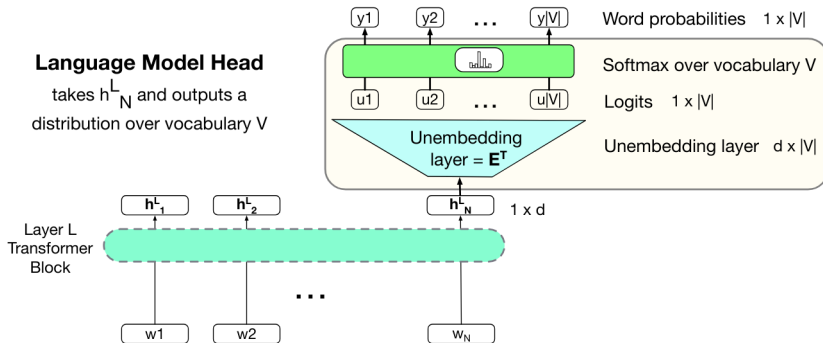 y1 y2 … y|V| Word probabilities 1 x |V|
Language Model Head
takes h^L_N and outputs a
distribution over vocabulary V
Softmax over vocabulary V
u1 u2 … u|V| Logits 1 x |V|
Unembedding
layer = E^T
Unembedding layer d x |V|
h^L_1 h^L_2 h^L_N 1 x d
Layer L
Transformer
Block
…
w1 w2 w_N